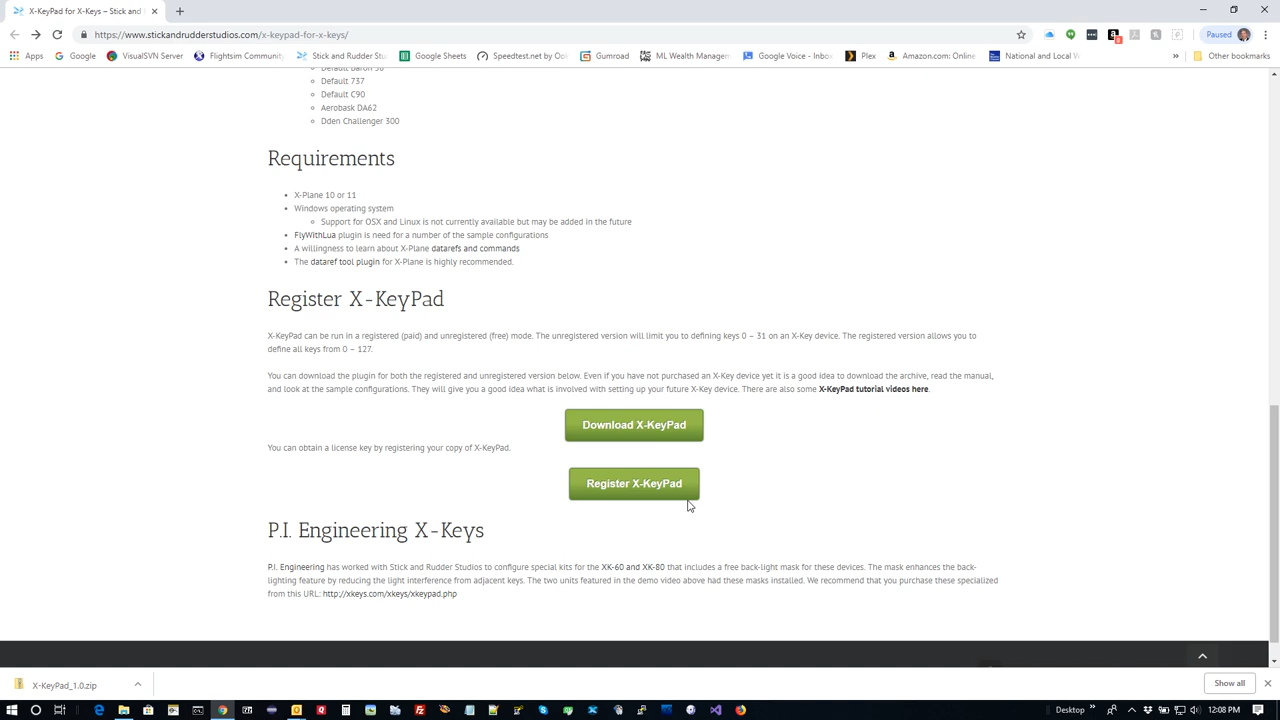 X-KeyPad for X-Keys – Stick and
https://www.stickandrudderstudios.com/x-keypad-for-x-keys/
Paused
Apps
Google
VisualSVN Server
Flightsim Community
Stick and Rudder Stu
Google Sheets
Speedtest.net by Oo
Gumroad
ML Wealth Manager
Google Voice - Inbo
Plex
Amazon.com: Online
National and Local W
»
Other bookmarks
Default Baron 58
Default 737
Default C90
Aerobask DA62
Dden Challenger 300
Requirements
X-Plane 10 or 11
Windows operating system
Support for OSX and Linux is not currently available but may be added in the future
FlyWithLua plugin is need for a number of the sample configurations
A willingness to learn about X-Plane datarefs and commands
The dataref tool plugin for X-Plane is highly recommended.
Register X-KeyPad
X-KeyPad can be run in a registered (paid) and unregistered (free) mode. The unregistered version will limit you to defining keys 0 – 31 on an X-Key device. The registered version allows you to
define all keys from 0 – 127.
You can download the plugin for both the registered and unregistered version below. Even if you have not purchased an X-Key device yet it is a good idea to download the archive, read the manual,
and look at the sample configurations. They will give you a good idea what is involved with setting up your future X-Key device. There are also some X-KeyPad tutorial videos here.
Download X-KeyPad
You can obtain a license key by registering your copy of X-KeyPad.
Register X-KeyPad
P.I. Engineering X-Keys
P.I. Engineering has worked with Stick and Rudder Studios to configure special kits for the XK-60 and XK-80 that includes a free back-light mask for these devices. The mask enhances the back-
lighting feature by reducing the light interference from adjacent keys. The two units featured in the demo video above had these masks installed. We recommend that you purchase these specialized
from this URL: http://xkeys.com/xkeys/xkeypad.php
X-KeyPad_1.0.zip
Show all
Desktop
»
12:08 PM